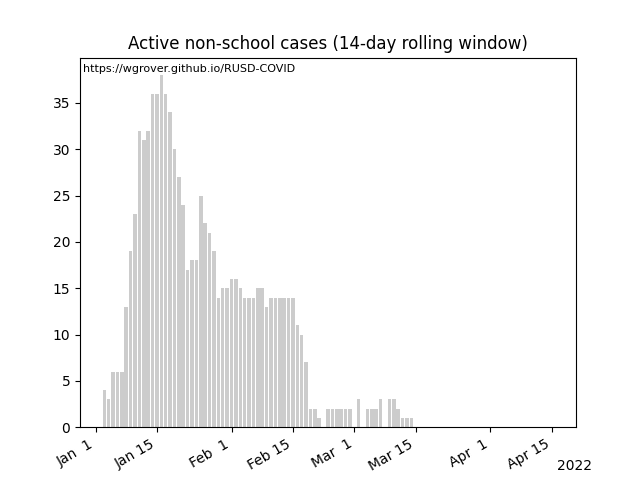 Active non-school cases (14-day rolling window)
https://wgrover.github.io/RUSD-COVID
35
30
25
20
15
10
5
0
Jan 1
Jan 15
Feb 1
Feb 15
Mar 1
Mar 15
Apr 1
Apr 15
2022